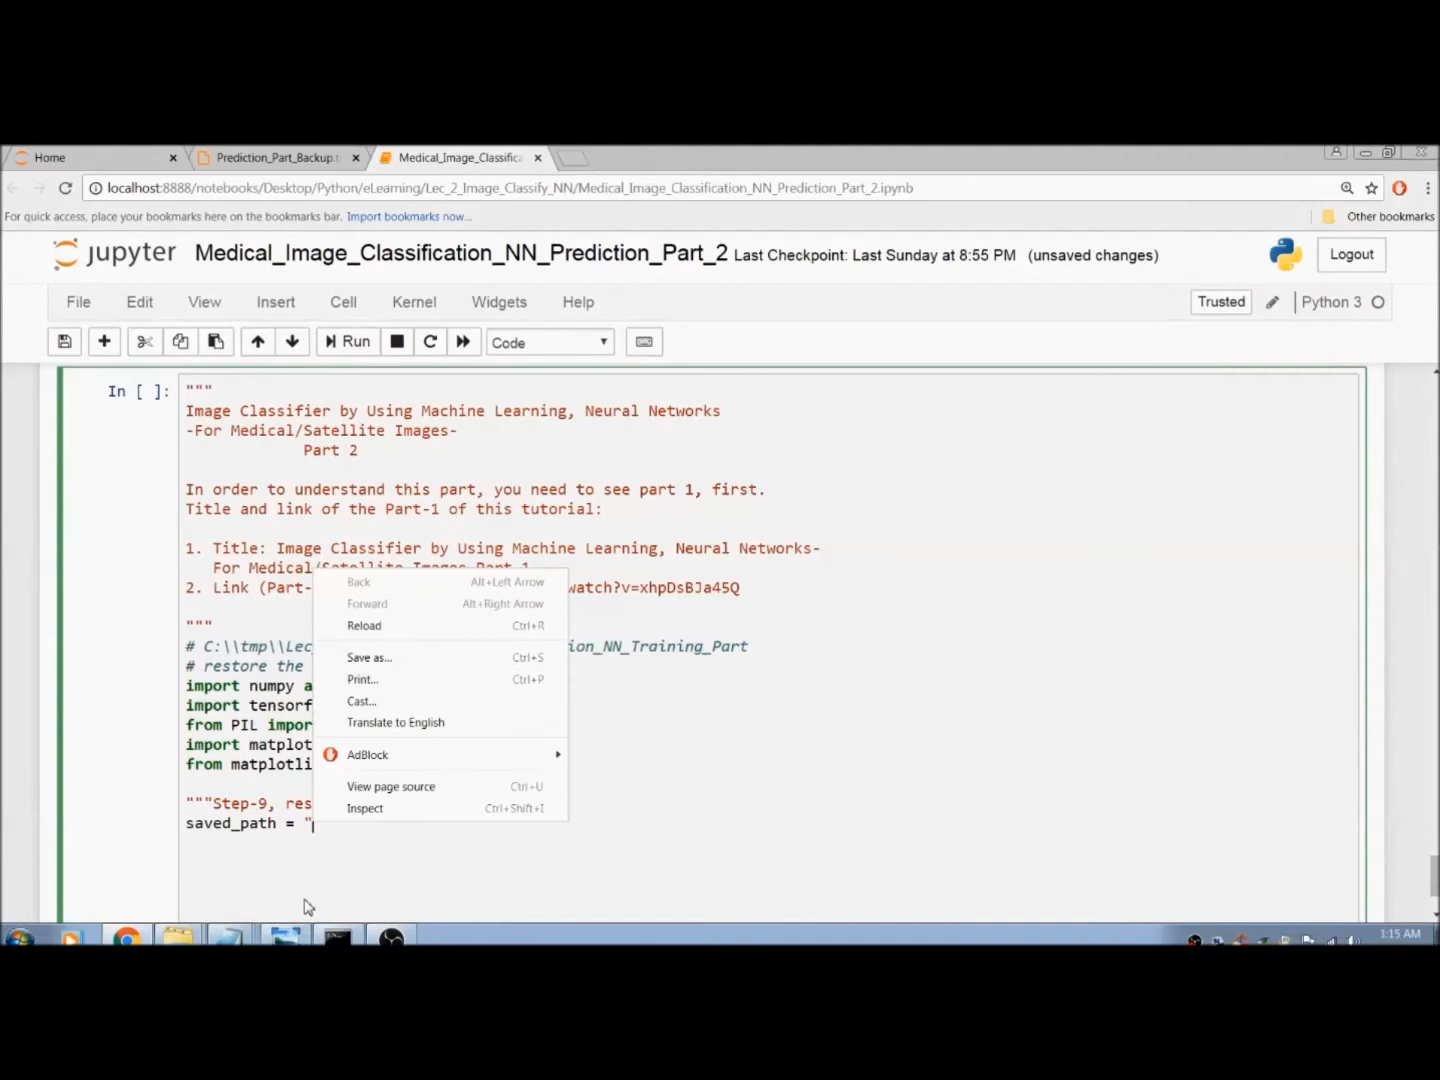 Home
Prediction_Part_Backup.t
Medical_Image_Classifica
localhost:8888/notebooks/Desktop/Python/eLearning/Lec_2_Image_Classify_NN/Medical_Image_Classification_NN_Prediction_Part_2.ipynb
For quick access, place your bookmarks here on the bookmarks bar. Import bookmarks now...
Other bookmarks
jupyter
Medical_Image_Classification_NN_Prediction_Part_2 Last Checkpoint: Last Sunday at 8:55 PM (unsaved changes)
Logout
File Edit View Insert Cell Kernel Widgets Help
Trusted
Python 3
Run
Code
In [ ]:
"""
Image Classifier by Using Machine Learning, Neural Networks
-For Medical/Satellite Images-
Part 2
In order to understand this part, you need to see part 1, first.
Title and link of the Part-1 of this tutorial:
1. Title: Image Classifier by Using Machine Learning, Neural Networks-
For Medical/Satellite Images Part 1
2. Link (Part- watch?v=xhpDsBJa45Q
"""
# C:\\tmp\\Lec ion_NN_Training_Part
# restore the
import numpy a
import tensorf
from PIL impor
import matplot
from matplotli
"""Step-9, res
saved_path = "
Back Alt+Left Arrow
Forward Alt+Right Arrow
Reload Ctrl+R
Save as... Ctrl+S
Print... Ctrl+P
Cast...
Translate to English
AdBlock
View page source Ctrl+U
Inspect Ctrl+Shift+I
1:15 AM